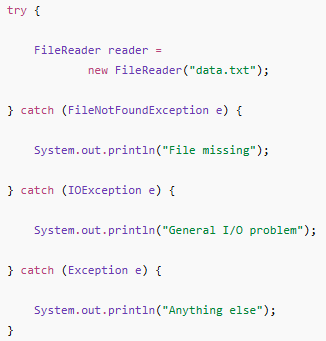 try {
FileReader reader =
new FileReader("data.txt");
} catch (FileNotFoundException e) {
System.out.println("File missing");
} catch (IOException e) {
System.out.println("General I/O problem");
} catch (Exception e) {
System.out.println("Anything else");
}